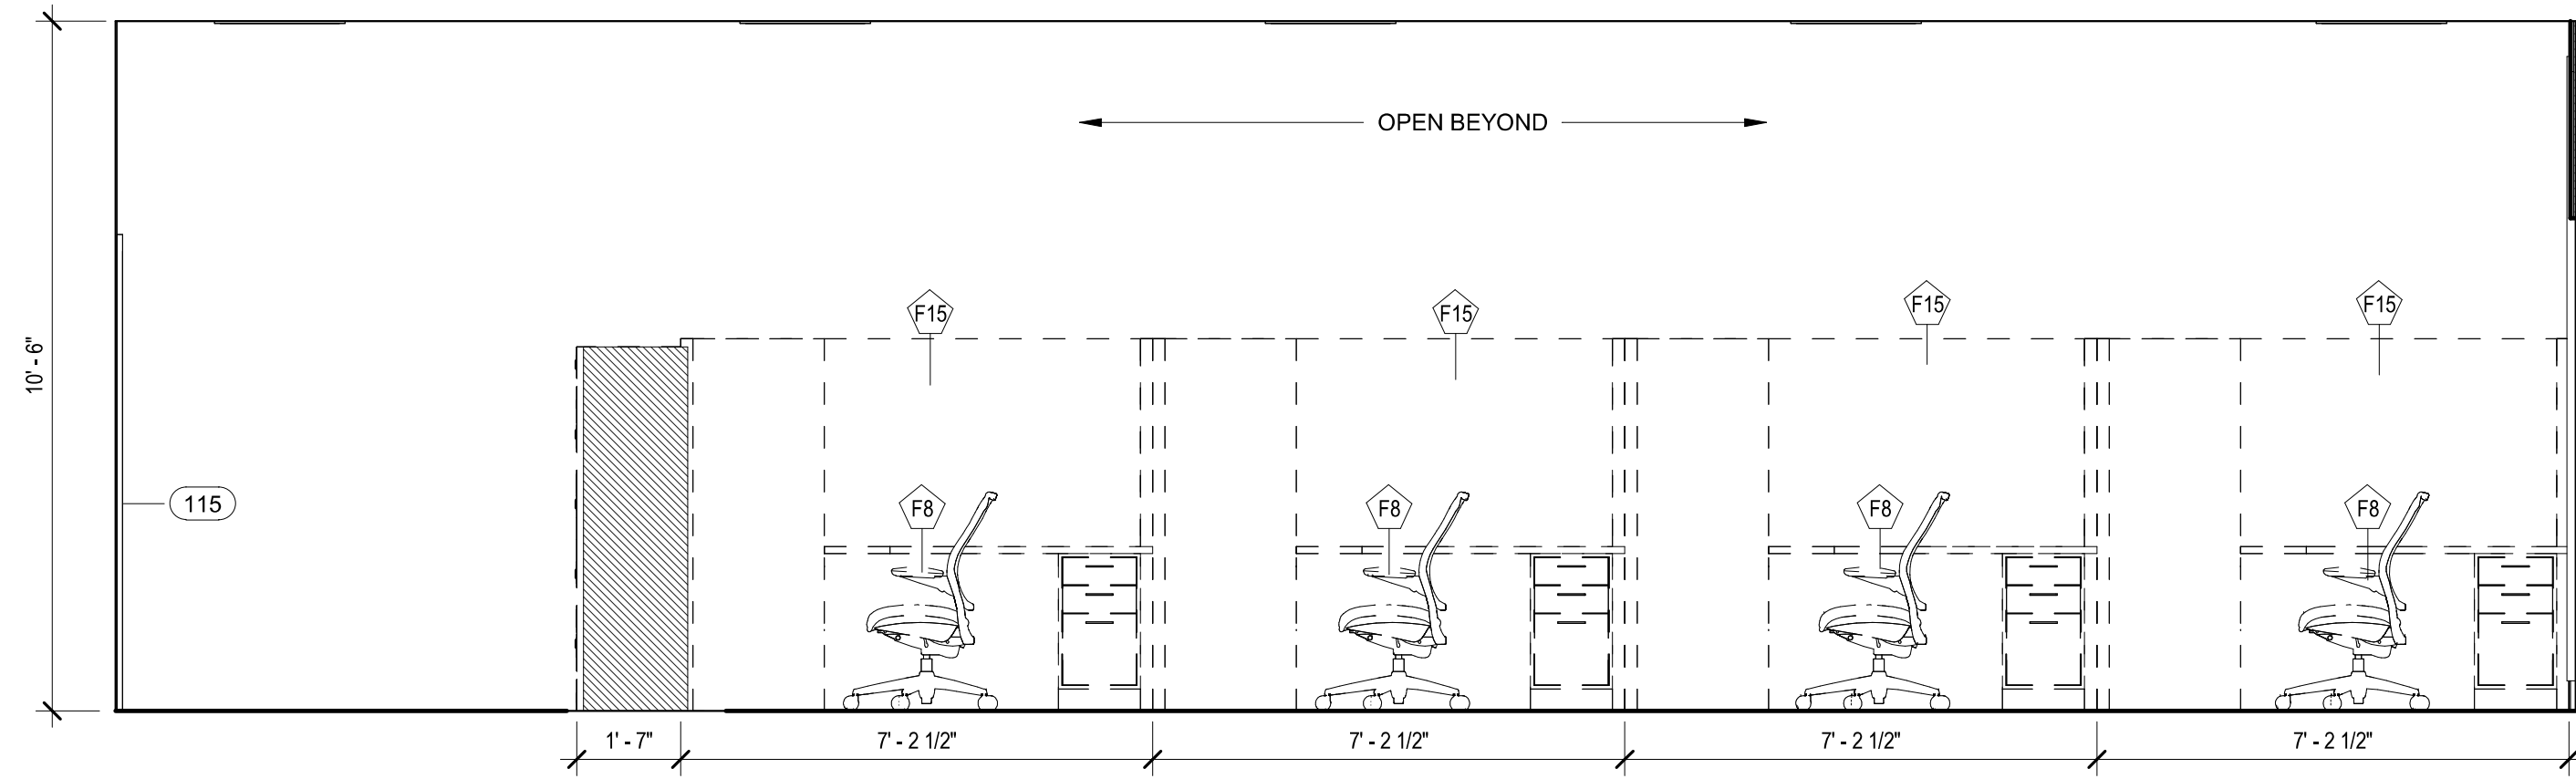 OPEN BEYOND
F15
F15
F15
F15
10' - 6"
115
F8
F8
F8
F8
1' - 7"
7' - 2 1/2"
7' - 2 1/2"
7' - 2 1/2"
7' - 2 1/2"